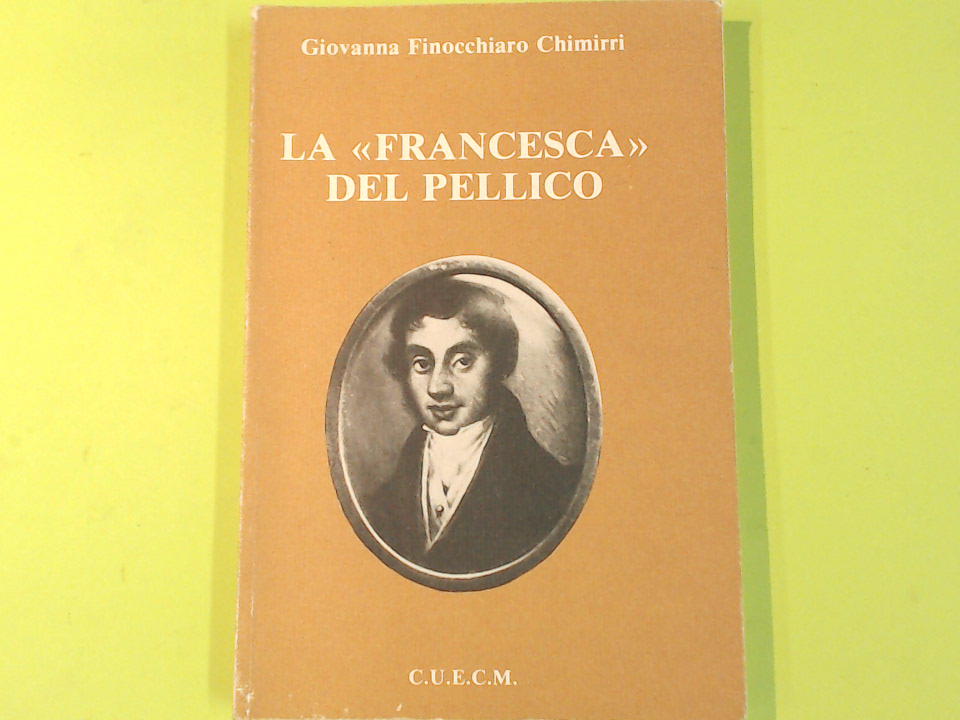 Giovanna Finocchiaro Chimirri
LA «FRANCESCA»
DEL PELLICO
C.U.E.C.M.